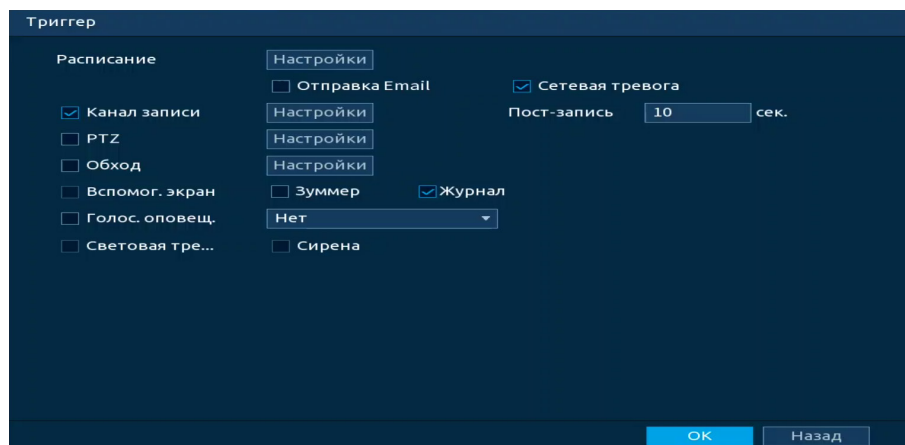 Триггер
Расписание Настройки
Отправка Email Сетевая тревога
Канал записи Настройки Пост-запись 10 сек.
PTZ Настройки
Обход Настройки
Вспомог. экран Зуммер Журнал
Голос. оповещ. Нет
Световая тре... Сирена
OK Назад